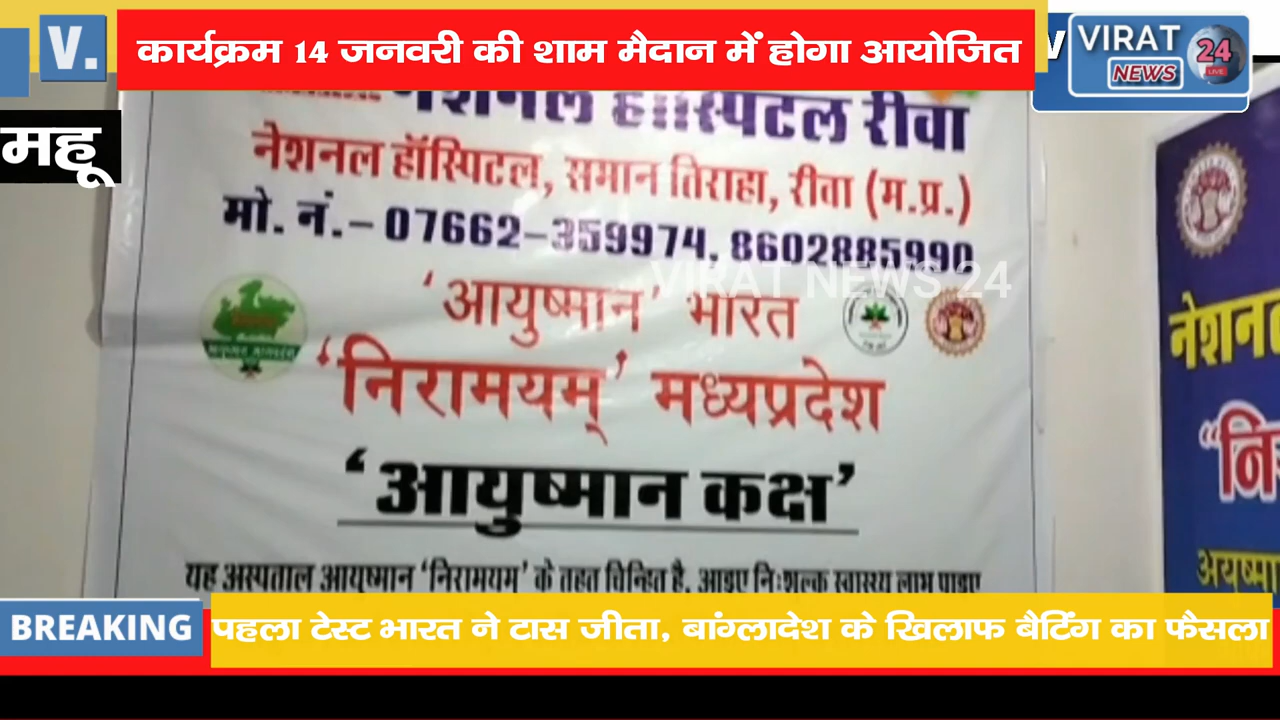 V.
कार्यक्रम 14 जनवरी की शाम मैदान में होगा आयोजित
VIRAT
NEWS
24
LIVE
महू
नेशनल हॉस्पिटल रीवा
नेशनल हॉस्पिटल, समान तिराहा, रीवा (म.प्र.)
मो. नं.– 07662-359974, 8602885990
VIRAT NEWS 24
'आयुष्मान' भारत
'निरामयम्' मध्यप्रदेश
'आयुष्मान कक्ष'
यह अस्पताल आयुष्मान 'निरामयम' के तहत चिन्हित है, आइए निःशुल्क स्वास्थ्य लाभ पाइए
BREAKING
पहला टेस्ट भारत ने टास जीता, बांग्लादेश के खिलाफ बैटिंग का फैसला